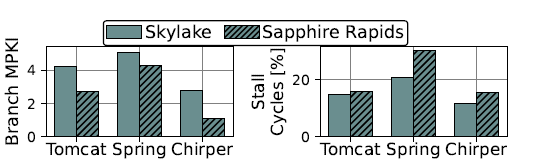 Skylake Sapphire Rapids
Branch MPKI
4
2
0
Tomcat Spring Chirper
Stall
Cycles [%]
20
0
Tomcat Spring Chirper